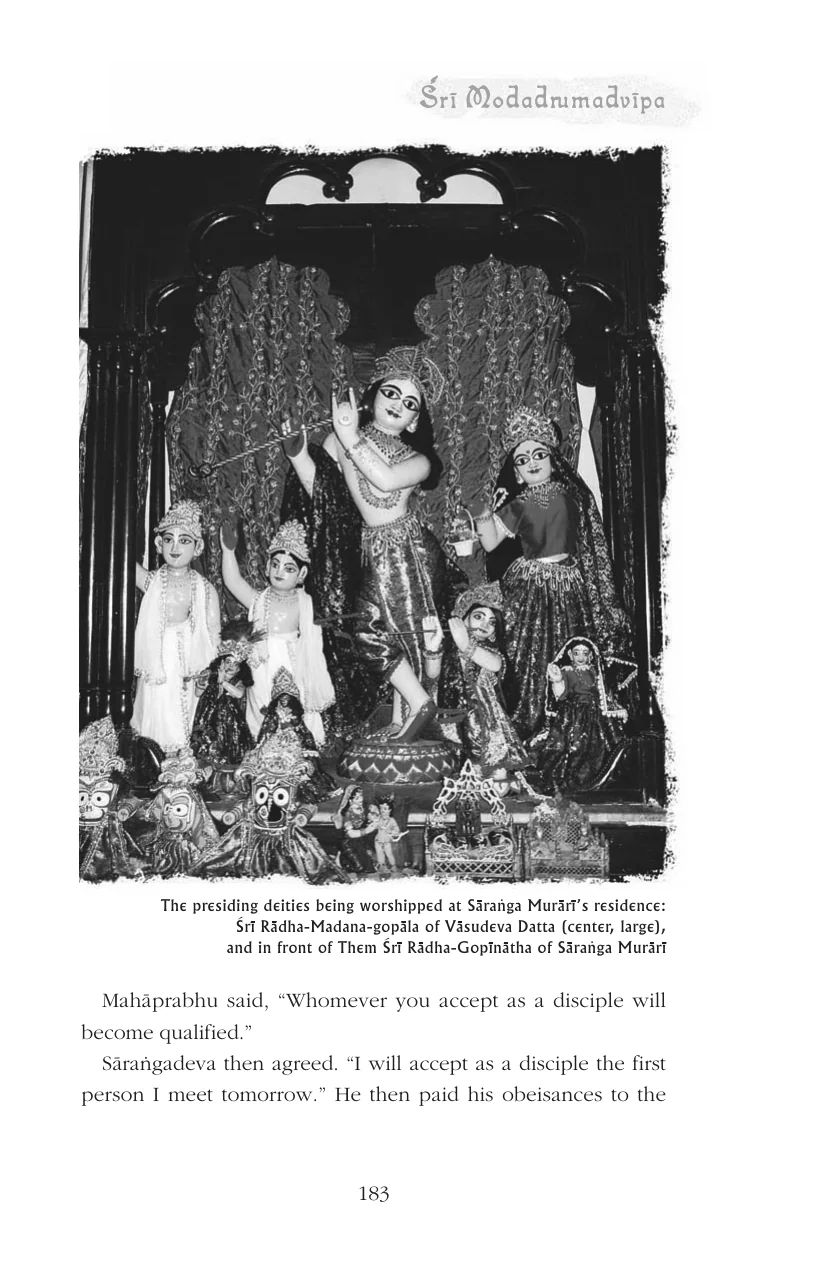 Śrī Modadrumadvīpa
The presiding deities being worshipped at Sāraṅga Murārī’s residence:
Śrī Rādha-Madana-gopāla of Vāsudeva Datta (center, large),
and in front of Them Śrī Rādha-Gopīnātha of Sāraṅga Murārī
Mahāprabhu said, “Whomever you accept as a disciple will
become qualified.”
Sāraṅgadeva then agreed. “I will accept as a disciple the first
person I meet tomorrow.” He then paid his obeisances to the
183